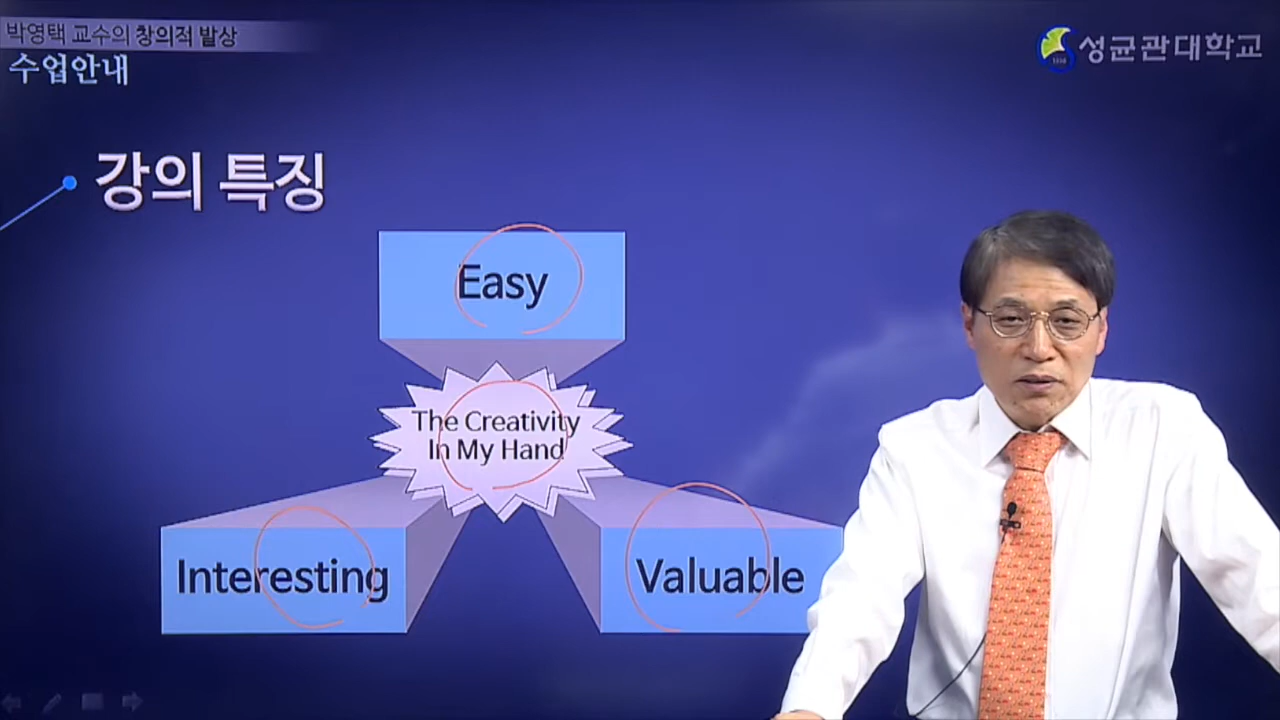 박영택 교수의 창의적 발상
수업안내
성균관대학교
강의 특징
Easy
The Creativity
In My Hand
Interesting
Valuable